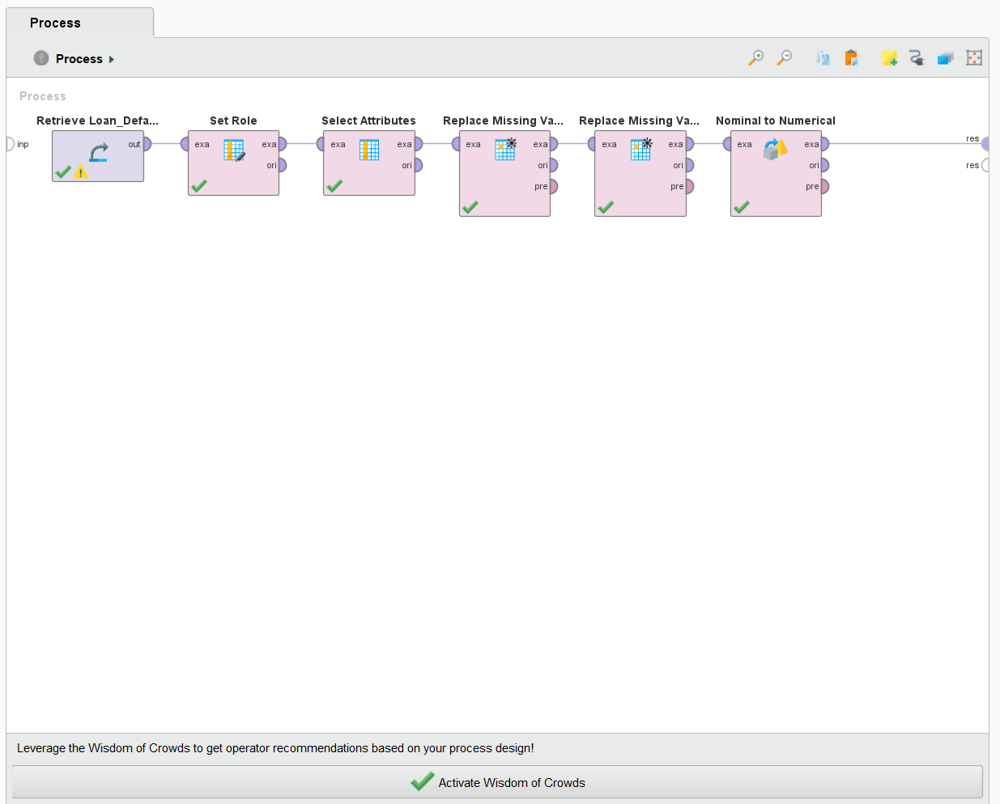 Process
Process
Process
Retrieve Loan_Defa... Set Role Select Attributes Replace Missing Va... Replace Missing Va... Nominal to Numerical
inp out exa exa exa exa exa exa exa exa exa exa res
ori ori ori ori ori res
pre pre pre
Leverage the Wisdom of Crowds to get operator recommendations based on your process design!
Activate Wisdom of Crowds